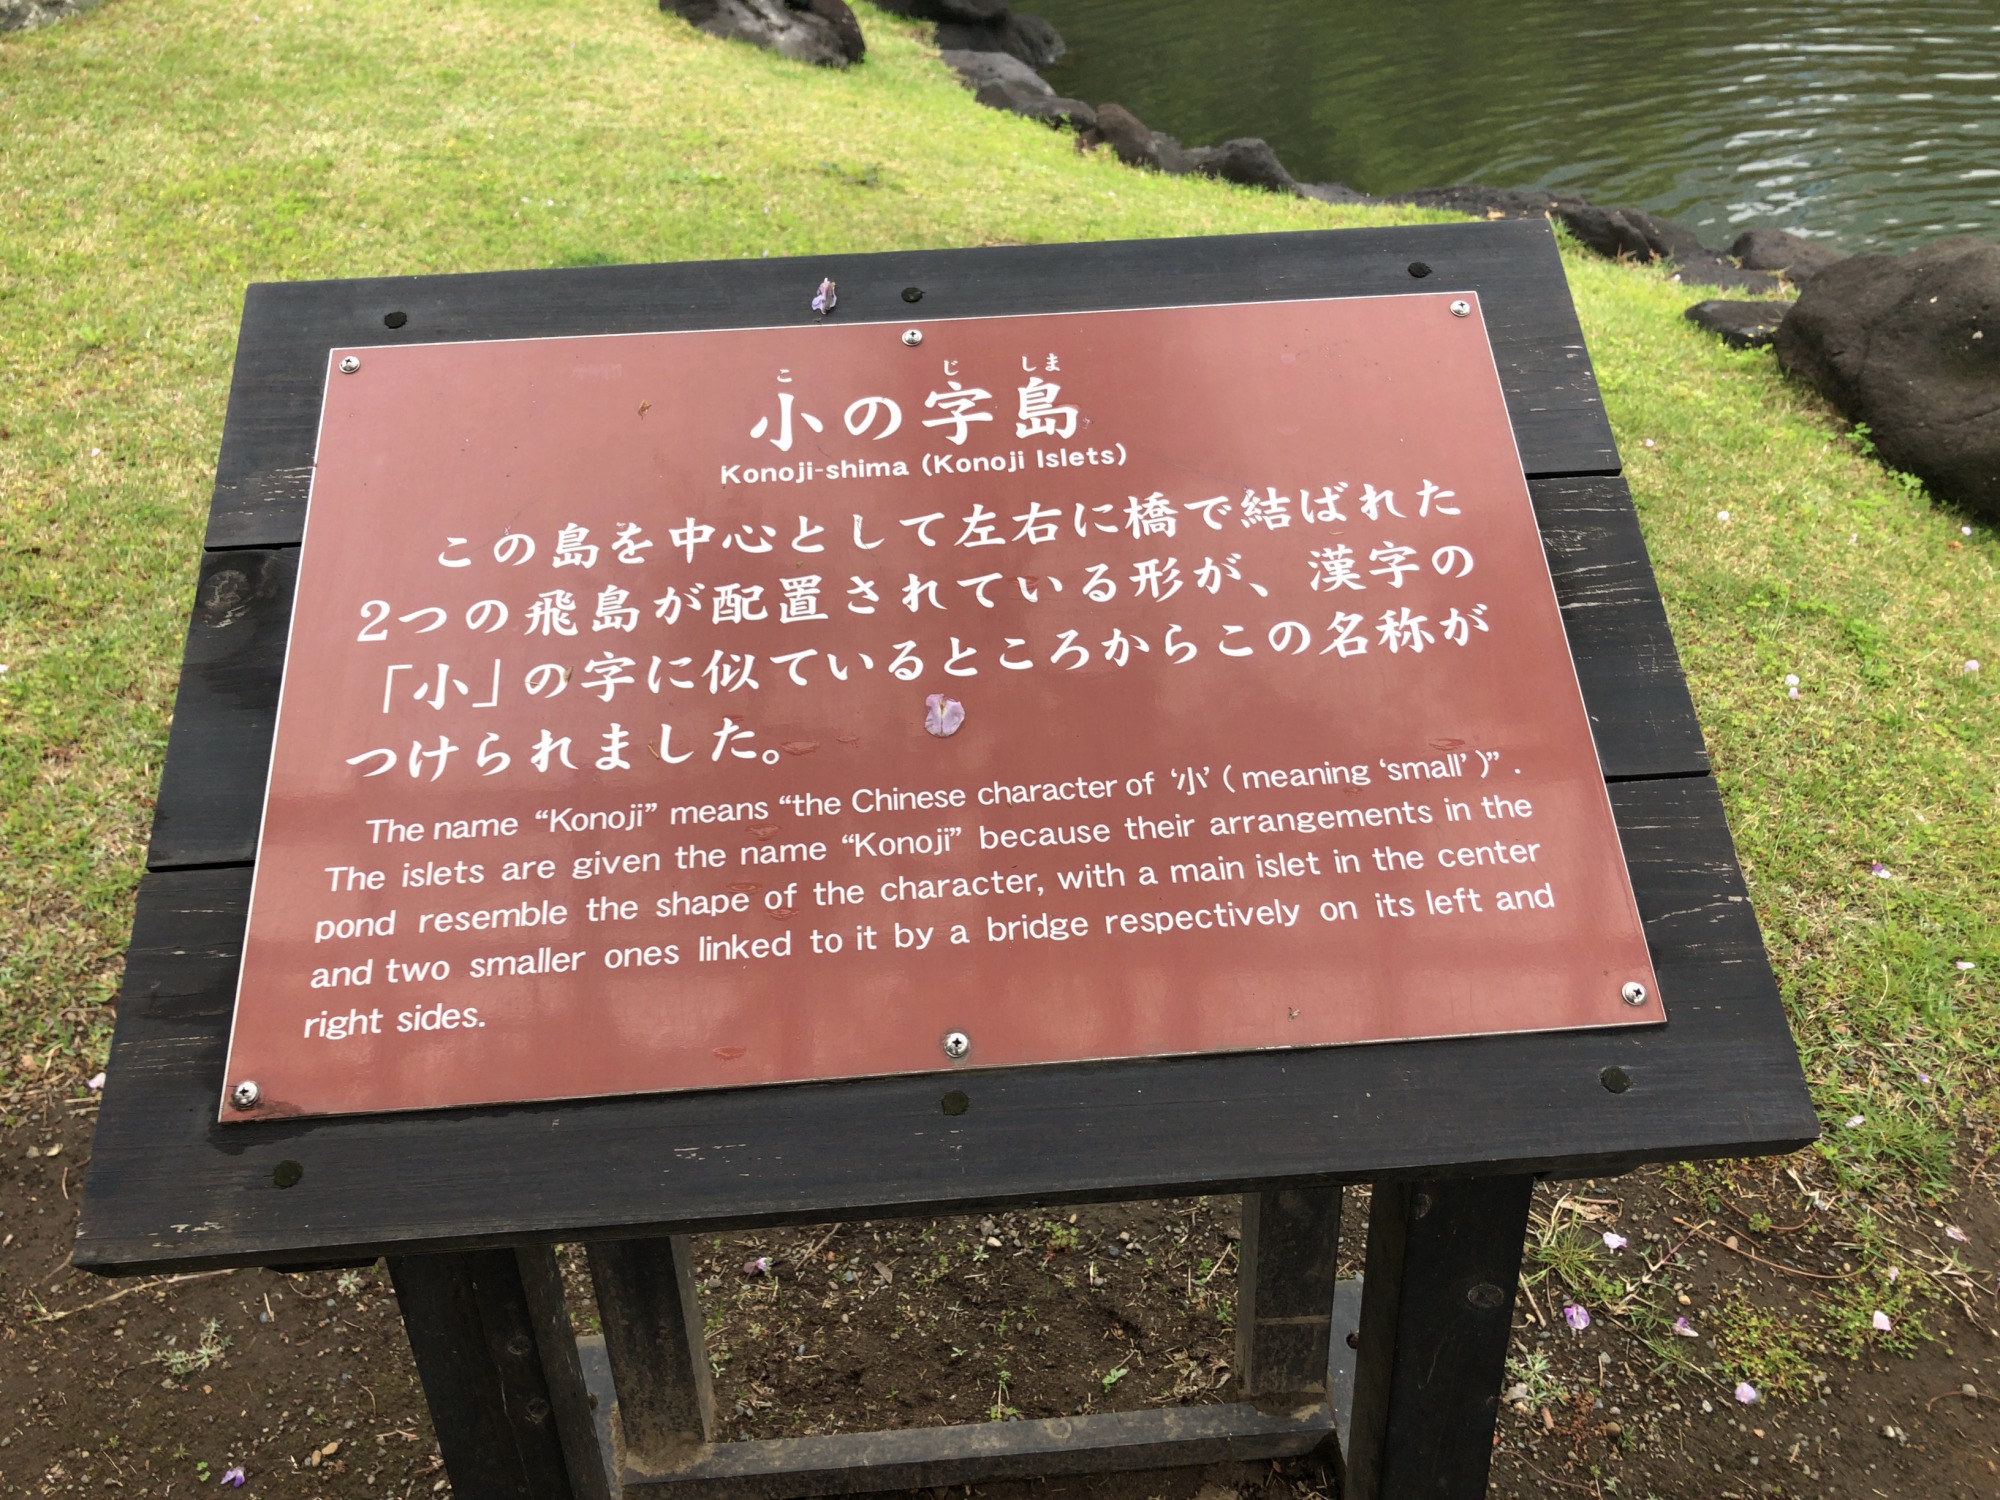 こ じ しま
小の字島
Konoji-shima (Konoji Islets)
この島を中心として左右に橋で結ばれた
2つの飛島が配置されている形が、漢字の
「小」の字に似ているところからこの名称が
つけられました。
The name “Konoji” means “the Chinese character of ‘小’ ( meaning ‘small’ )” .
The islets are given the name “Konoji” because their arrangements in the
pond resemble the shape of the character, with a main islet in the center
and two smaller ones linked to it by a bridge respectively on its left and
right sides.